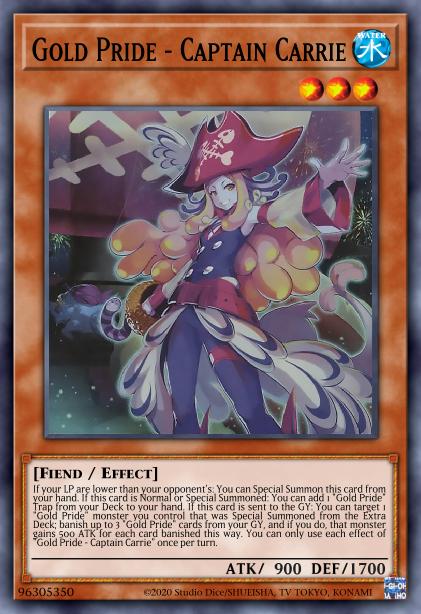 GOLD PRIDE - CAPTAIN CARRIE
WATER
水
[FIEND / EFFECT]
If your LP are lower than your opponent's: You can Special Summon this card from
your hand. If this card is Normal or Special Summoned: You can add 1 "Gold Pride"
Trap from your Deck to your hand. If this card is sent to the GY: You can target 1
"Gold Pride" monster you control that was Special Summoned from the Extra
Deck; banish up to 3 "Gold Pride" cards from your GY, and if you do, that monster
gains 500 ATK for each card banished this way. You can only use each effect of
"Gold Pride - Captain Carrie" once per turn.
ATK/ 900 DEF/1700
96305350
©2020 Studio Dice/SHUEISHA, TV TOKYO, KONAMI